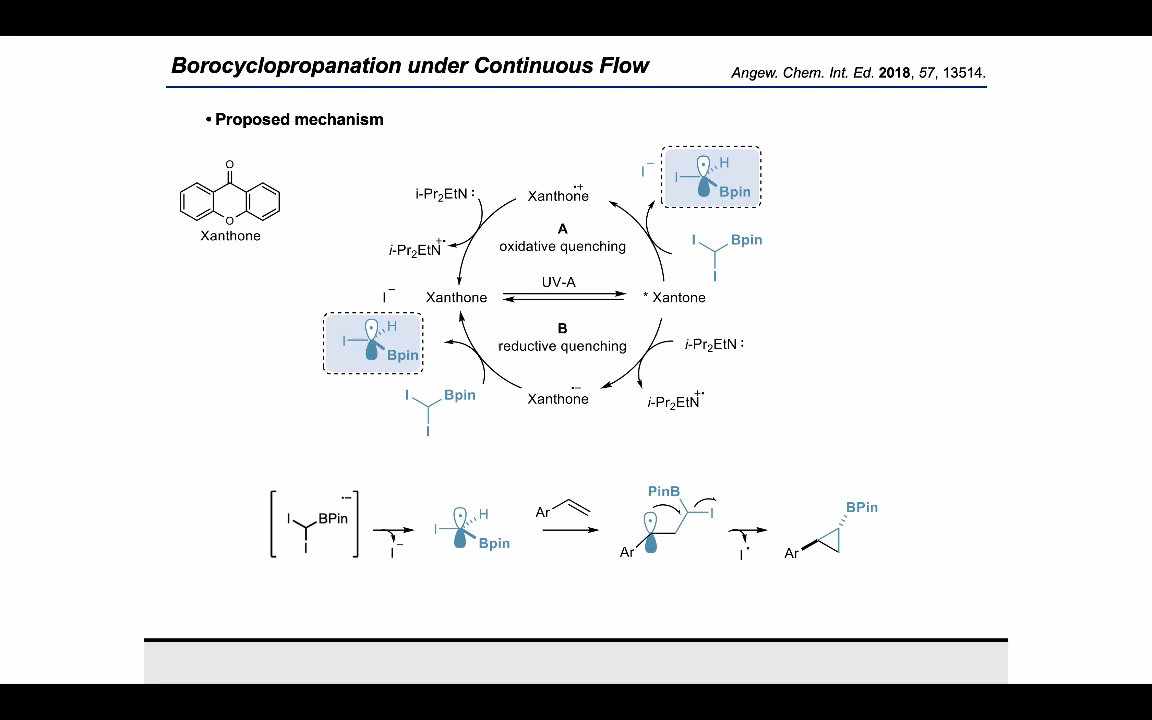 Borocyclopropanation under Continuous Flow
Angew. Chem. Int. Ed. 2018, 57, 13514.
• Proposed mechanism
O
O
Xanthone
i-Pr₂EtN :
Xanthone •+
I⁻
I
H
Bpin
A
oxidative quenching
i-Pr₂EtN +•
I
Bpin
I
UV-A
I⁻
Xanthone
* Xantone
I
H
Bpin
B
reductive quenching
i-Pr₂EtN :
I
Bpin
I
Xanthone •−
i-Pr₂EtN +•
•−
I
BPin
I
I⁻
I
H
Bpin
Ar
PinB
I
Ar
I•
BPin
Ar